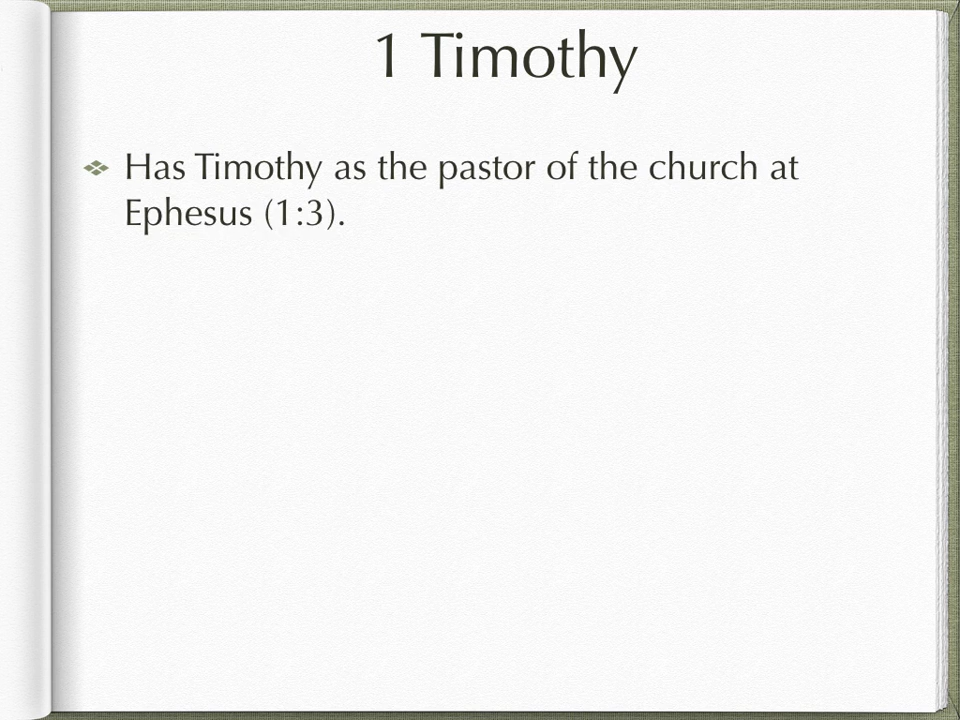 1 Timothy
Has Timothy as the pastor of the church at
Ephesus (1:3).